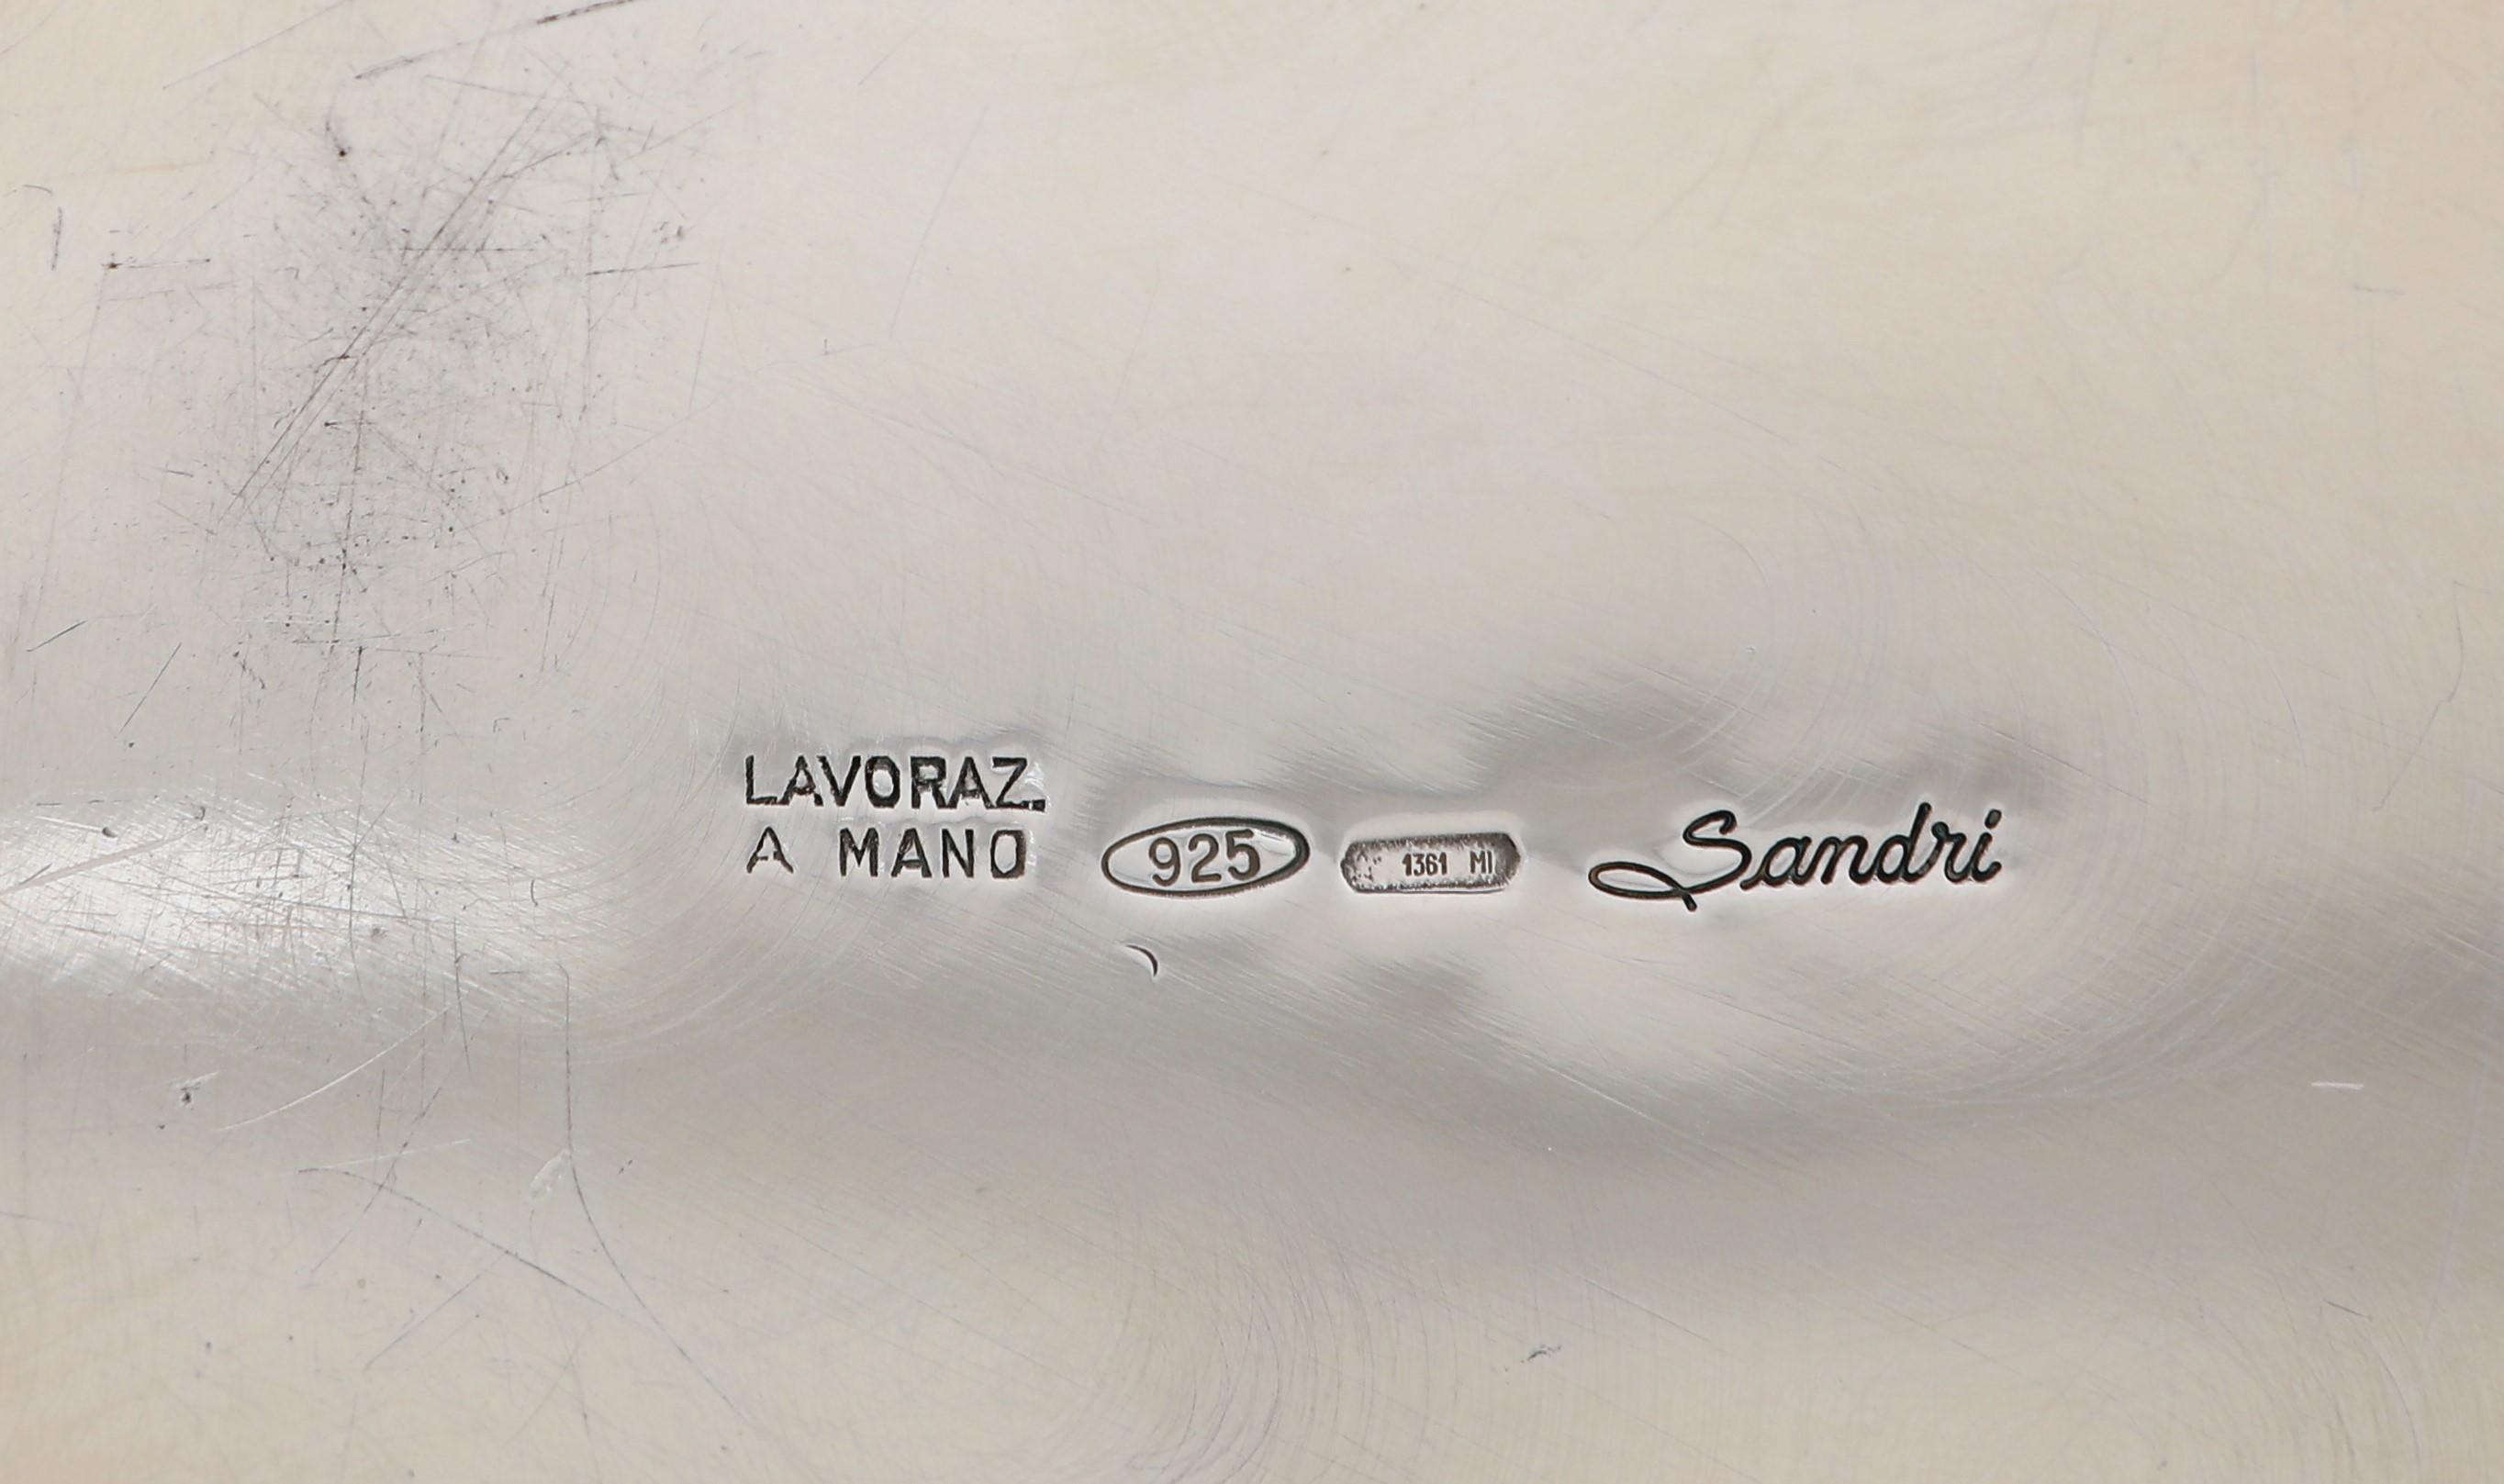 LAVORAZ.
A MANO
925
1361 MI
Sandri